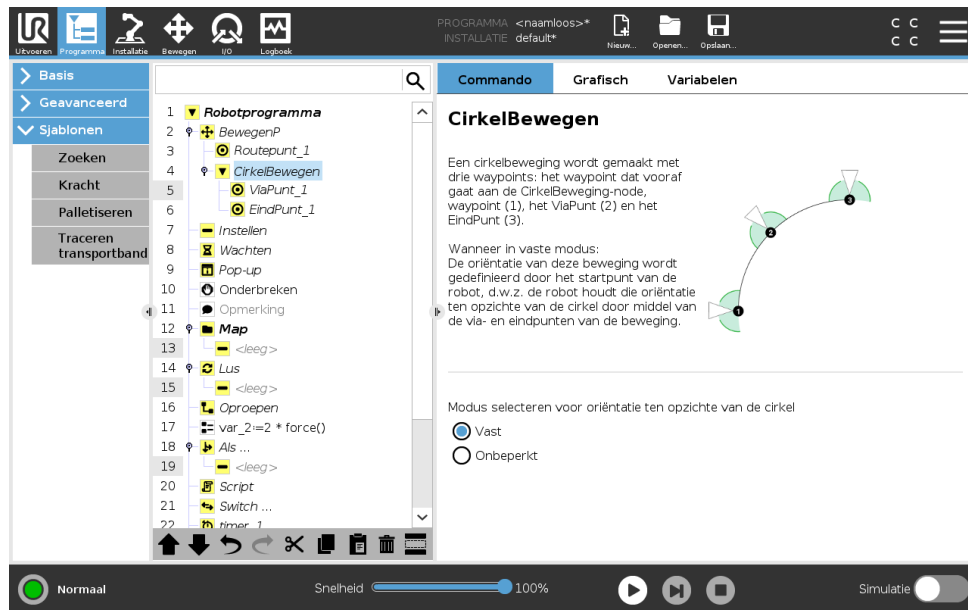 UR
PROGRAMMA <naamloos>*
INSTALLATIE default*
Uitvoeren Programma Installatie Bewegen I/O Logboek
Nieuw... Openen... Opslaan...
C C
C C
Basis
Geavanceerd
Sjablonen
Zoeken
Kracht
Palletiseren
Traceren
transportband
1 Robotprogramma
2 BewegenP
3 Routepunt_1
4 CirkelBewegen
5 ViaPunt_1
6 EindPunt_1
7 Instellen
8 Wachten
9 Pop-up
10 Onderbreken
11 Opmerking
12 Map
13 <leeg>
14 Lus
15 <leeg>
16 Oproepen
17 var_2:=2 * force()
18 Als ...
19 <leeg>
20 Script
21 Switch ...
22 timer_1
Commando Grafisch Variabelen
CirkelBewegen
Een cirkelbeweging wordt gemaakt met
drie waypoints: het waypoint dat vooraf
gaat aan de CirkelBeweging-node,
waypoint (1), het ViaPunt (2) en het
EindPunt (3).
Wanneer in vaste modus:
De oriëntatie van deze beweging wordt
gedefinieerd door het startpunt van de
robot, d.w.z. de robot houdt die oriëntatie
ten opzichte van de cirkel door middel van
de via- en eindpunten van de beweging.
3
2
1
Modus selecteren voor oriëntatie ten opzichte van de cirkel
Vast
Onbeperkt
Normaal
Snelheid 100%
Simulatie